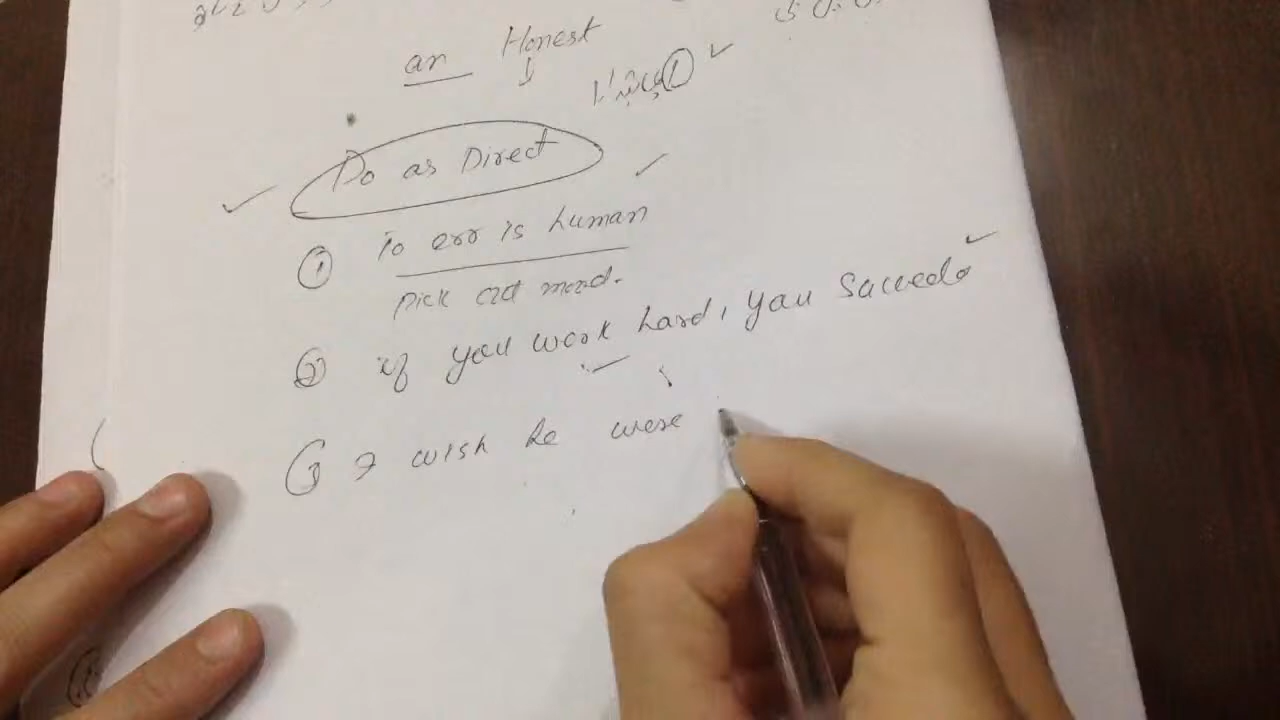 an Honest
Do as Direct
① To err is human
pick out mood.
② if you work hard, you Succed
③ I wish he were